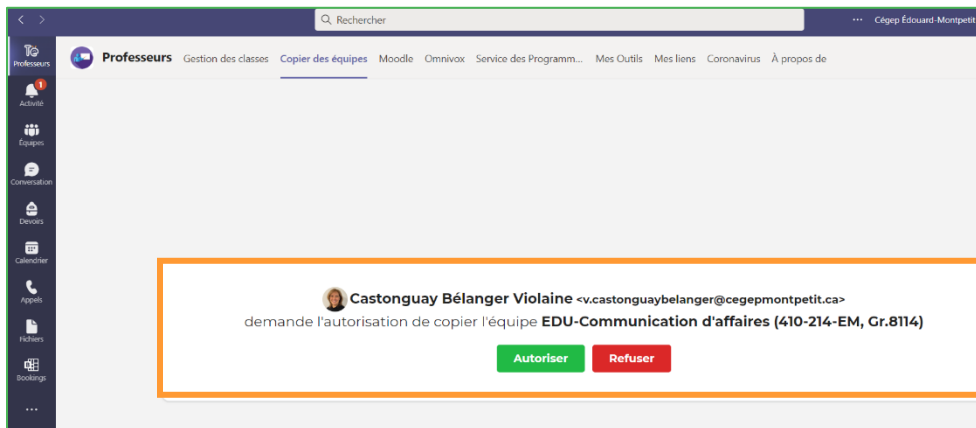 Rechercher
Cégep Édouard-Montpetit
Professeurs
Professeurs Gestion des classes Copier des équipes Moodle Omnivox Service des Programm... Mes Outils Mes liens Coronavirus À propos de
1
Activité
Équipes
Conversation
Devoirs
Calendrier
Appels
Fichiers
Bookings
Castonguay Bélanger Violaine <v.castonguaybelanger@cegepmontpetit.ca>
demande l'autorisation de copier l'équipe EDU-Communication d'affaires (410-214-EM, Gr.8114)
Autoriser Refuser